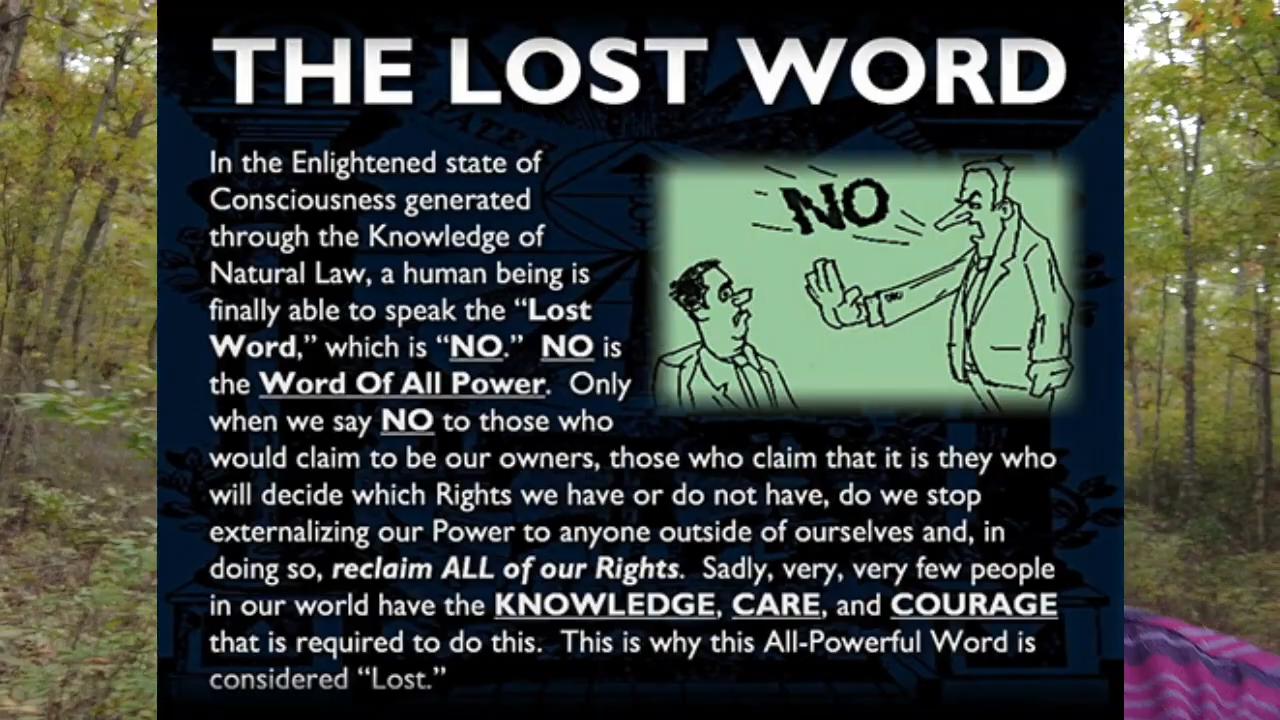 THE LOST WORD
In the Enlightened state of
Consciousness generated
through the Knowledge of
Natural Law, a human being is
finally able to speak the “Lost
Word,” which is “NO.”  NO is
the Word Of All Power.  Only
when we say NO to those who
would claim to be our owners, those who claim that it is they who
will decide which Rights we have or do not have, do we stop
externalizing our Power to anyone outside of ourselves and, in
doing so, reclaim ALL of our Rights.  Sadly, very, very few people
in our world have the KNOWLEDGE, CARE, and COURAGE
that is required to do this.  This is why this All-Powerful Word is
considered “Lost.”
NO